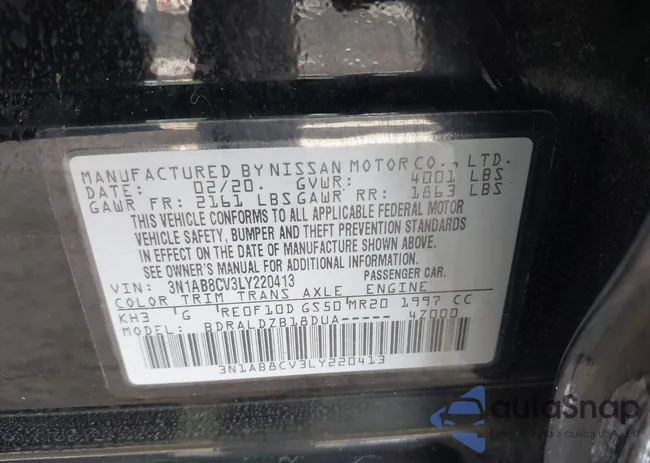 MANUFACTURED BY NISSAN MOTOR CO., LTD.
DATE: 02/20. GVWR: 4001 LBS
GAWR FR: 2161 LBS GAWR RR: 1863 LBS
THIS VEHICLE CONFORMS TO ALL APPLICABLE FEDERAL MOTOR
VEHICLE SAFETY, BUMPER AND THEFT PREVENTION STANDARDS
IN EFFECT ON THE DATE OF MANUFACTURE SHOWN ABOVE.
SEE OWNER'S MANUAL FOR ADDITIONAL INFORMATION.
VIN: 3N1AB8CV3LY220413 PASSENGER CAR.
COLOR TRIM TRANS AXLE ENGINE
KH3 G RE0F10D GS50 MR20 1997 CC
MODEL: BDRALDZB18DUA----- 4Z000
3N1AB8CV3LY220413
autoSnap